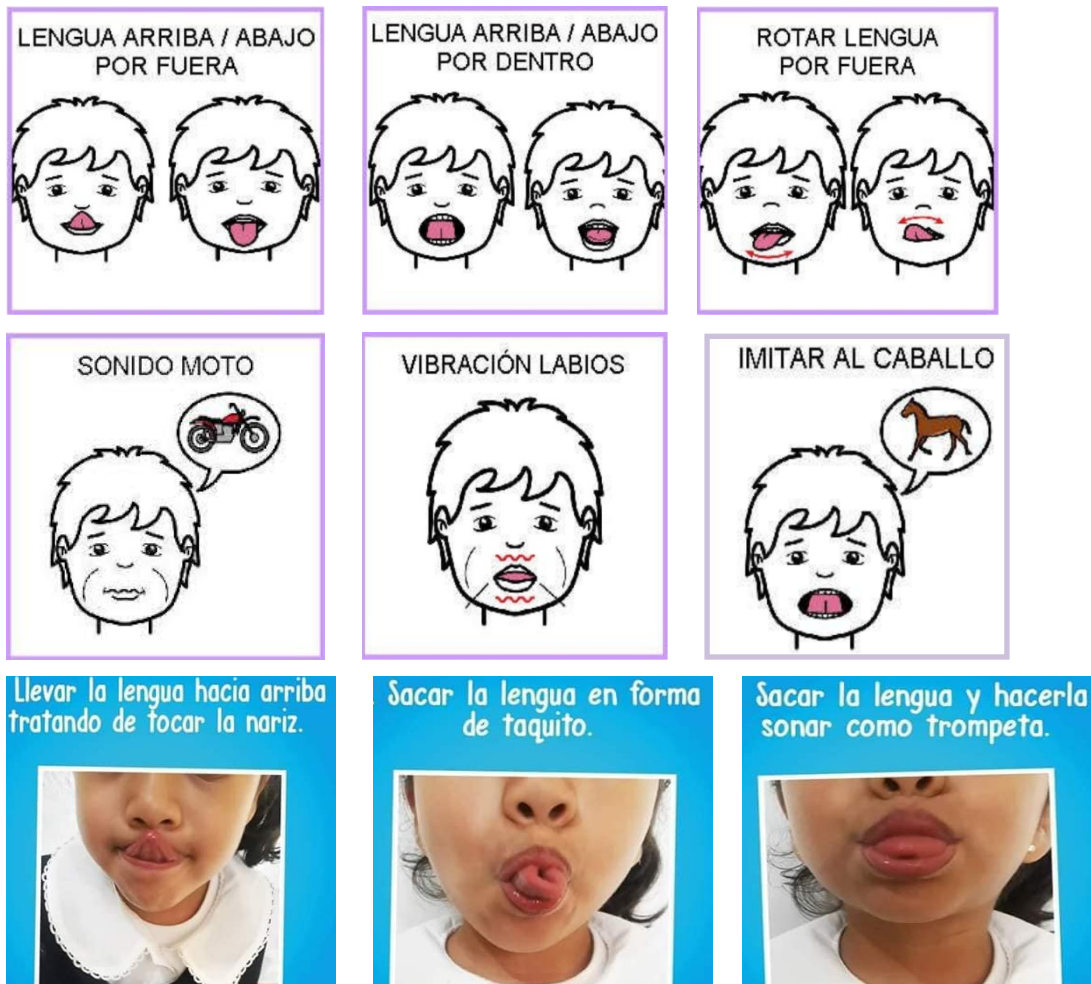 LENGUA ARRIBA / ABAJO
POR FUERA
LENGUA ARRIBA / ABAJO
POR DENTRO
ROTAR LENGUA
POR FUERA
SONIDO MOTO
VIBRACIÓN LABIOS
IMITAR AL CABALLO
Llevar la lengua hacia arriba
tratando de tocar la nariz.
Sacar la lengua en forma
de taquito.
Sacar la lengua y hacerla
sonar como trompeta.